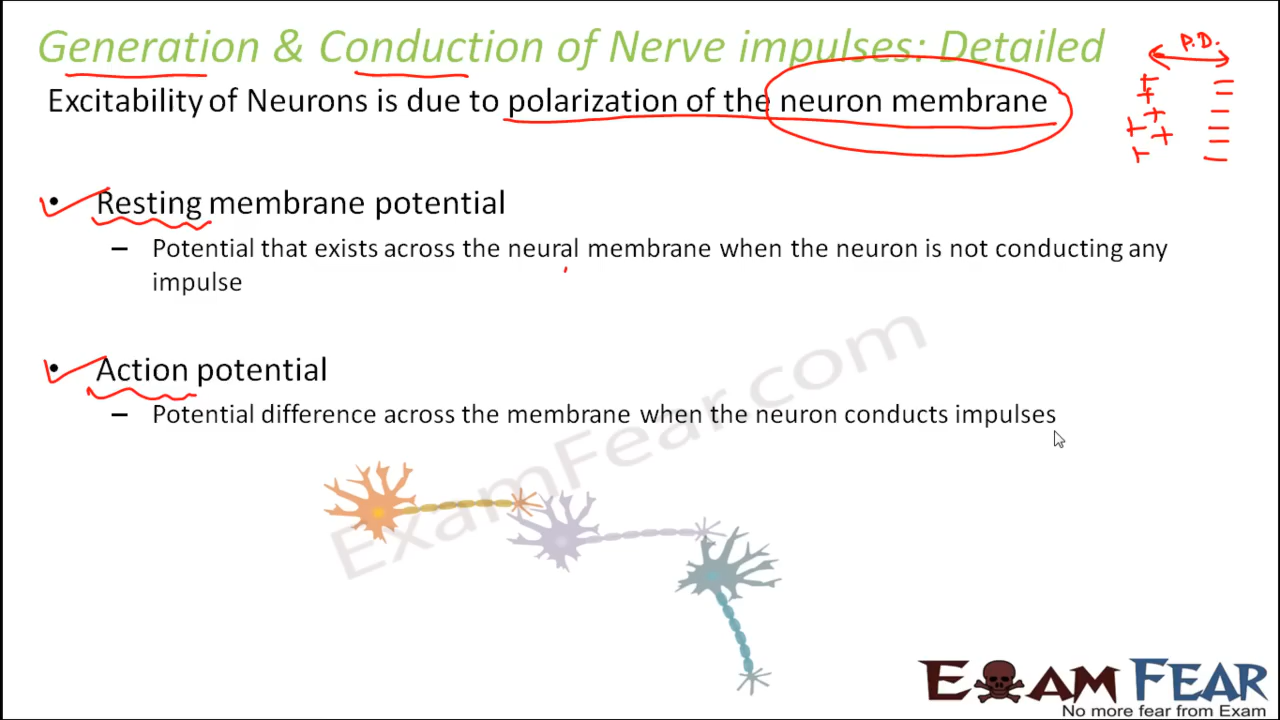 Generation & Conduction of Nerve impulses: Detailed
P.D.
Excitability of Neurons is due to polarization of the neuron membrane
+ –
+ –
+ –
+ + –
+ –
• Resting membrane potential
– Potential that exists across the neural membrane when the neuron is not conducting any
impulse
• Action potential
– Potential difference across the membrane when the neuron conducts impulses
ExamFear.com
EXAM FEAR
No more fear from Exam